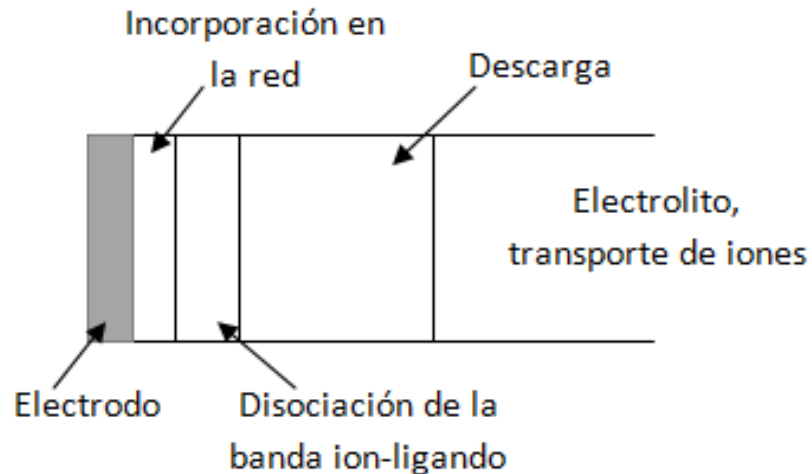 Incorporación en
la red
Descarga
Electrolito,
transporte de iones
Electrodo
Disociación de la
banda ion-ligando